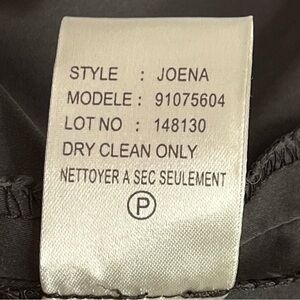 STYLE : JOENA
MODELE : 91075604
LOT NO : 148130
DRY CLEAN ONLY
NETTOYER A SEC SEULEMENT
P